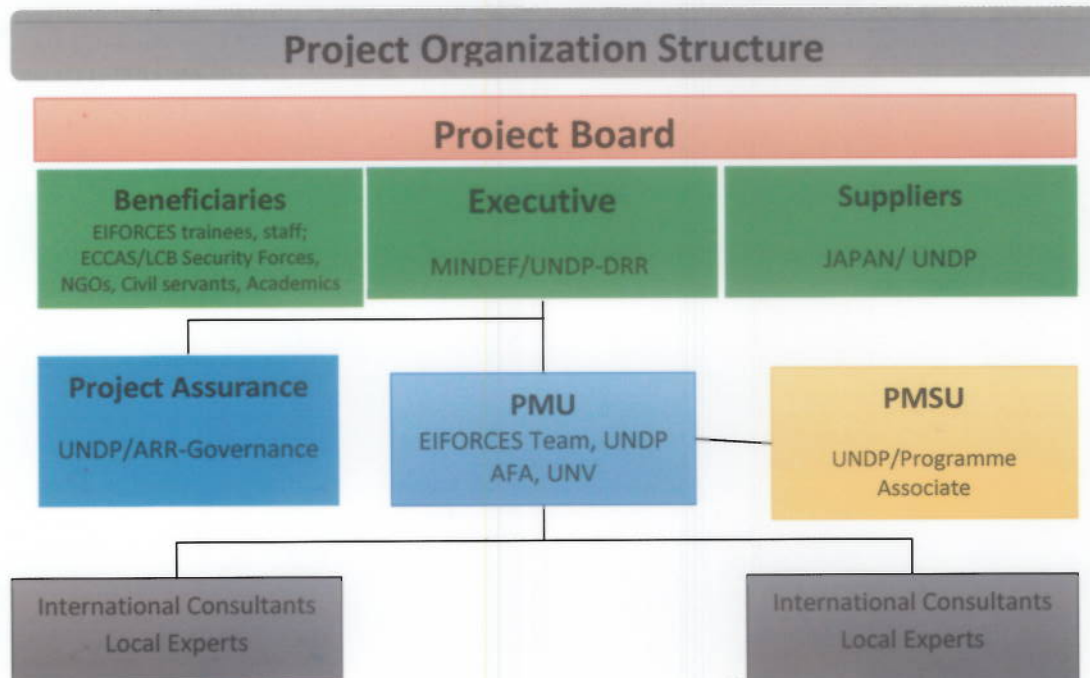 Project Organization Structure
Project Board
Beneficiaries
EIFORCES trainees, staff;
ECCAS/LCB Security Forces,
NGOs, Civil servants, Academics
Executive
MINDEF/UNDP-DRR
Suppliers
JAPAN/ UNDP
Project Assurance
UNDP/ARR-Governance
PMU
EIFORCES Team, UNDP
AFA, UNV
PMSU
UNDP/Programme
Associate
International Consultants
Local Experts
International Consultants
Local Experts